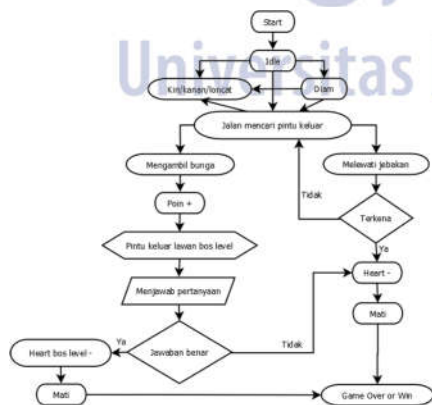 Start
Universitas
Idle
Kiri/kanan/loncat
Diam
Jalan mencari pintu keluar
Mengambil bunga
Melewati jebakan
Tidak
Poin +
Terkena
Pintu keluar lawan bos level
Ya
Heart -
Menjawab pertanyaan
Mati
Ya
Jawaban benar
Tidak
Heart bos level -
Mati
Game Over or Win